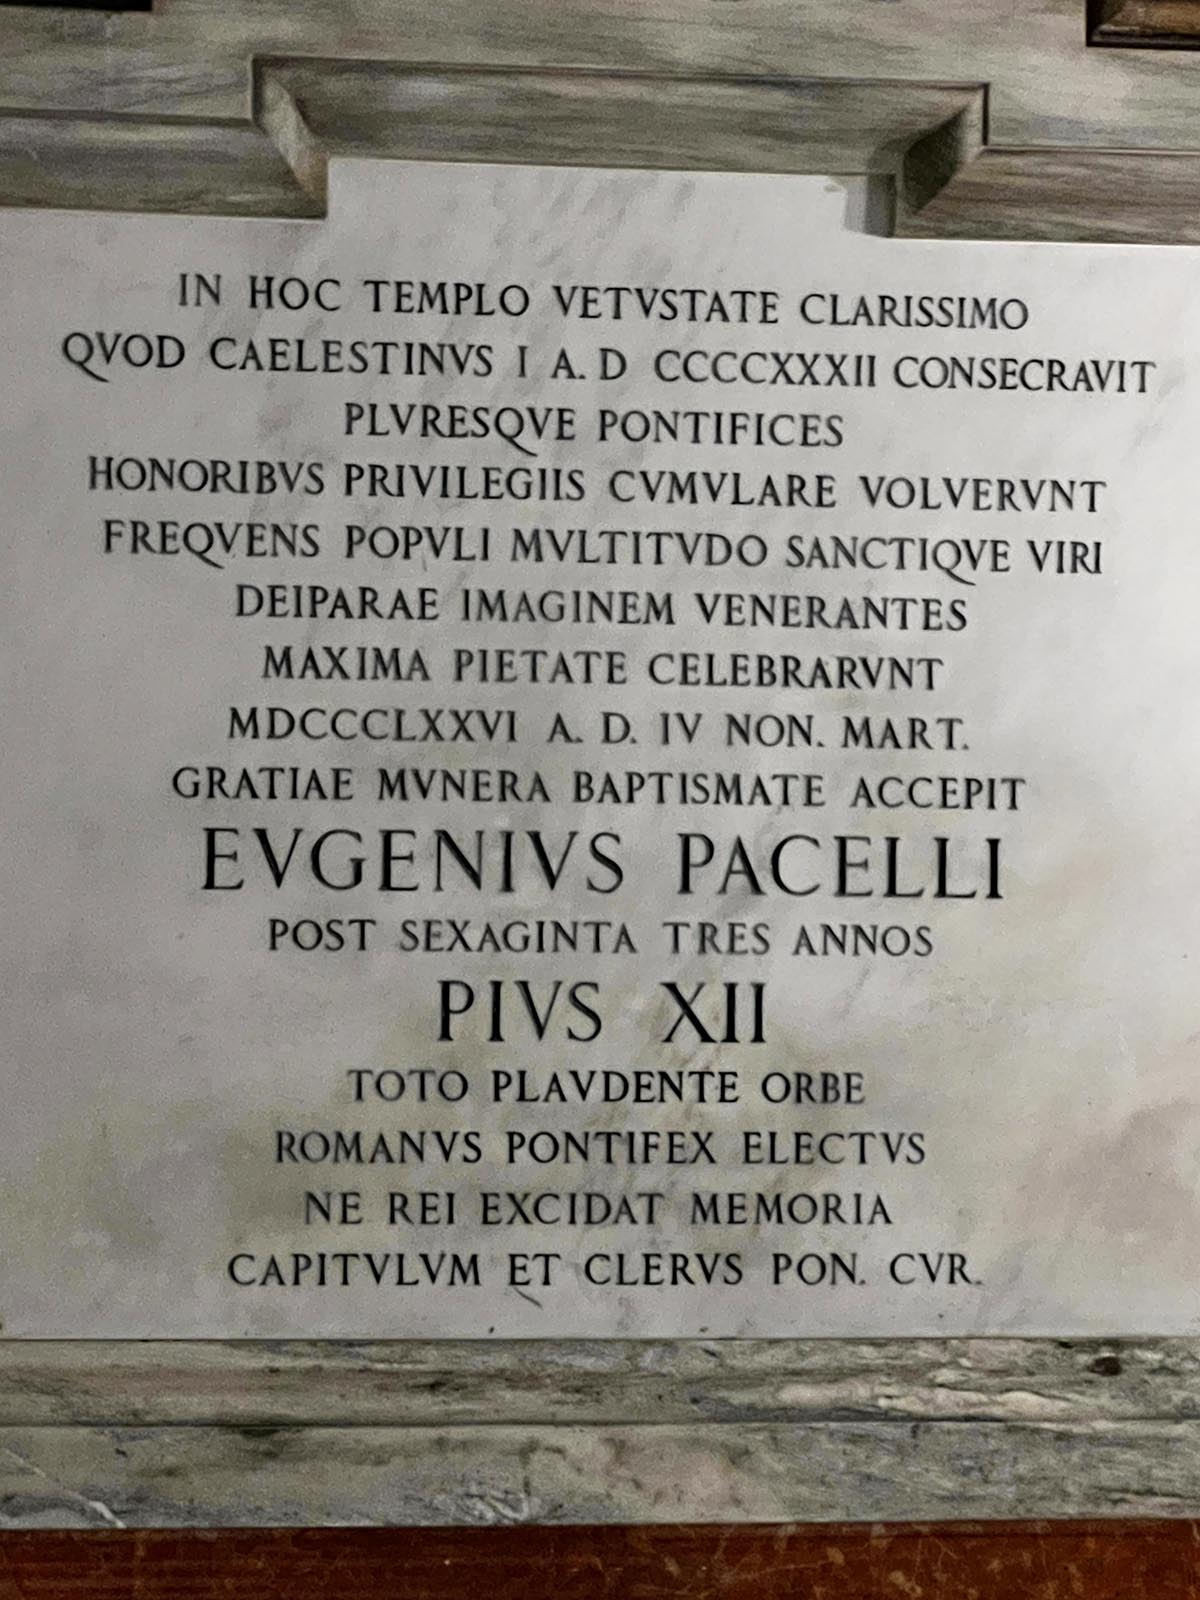 IN HOC TEMPLO VETVSTATE CLARISSIMO
QVOD CAELESTINVS I A. D CCCCXXXII CONSECRAVIT
PLVRESQVE PONTIFICES
HONORIBVS PRIVILEGIIS CVMVLARE VOLVERVNT
FREQVENS POPVLI MVLTITVDO SANCTIQVE VIRI
DEIPARAE IMAGINEM VENERANTES
MAXIMA PIETATE CELEBRARVNT
MDCCCLXXVI A. D. IV NON. MART.
GRATIAE MVNERA BAPTISMATE ACCEPIT
EVGENIVS PACELLI
POST SEXAGINTA TRES ANNOS
PIVS XII
TOTO PLAVDENTE ORBE
ROMANVS PONTIFEX ELECTVS
NE REI EXCIDAT MEMORIA
CAPITVLVM ET CLERVS PON. CVR.